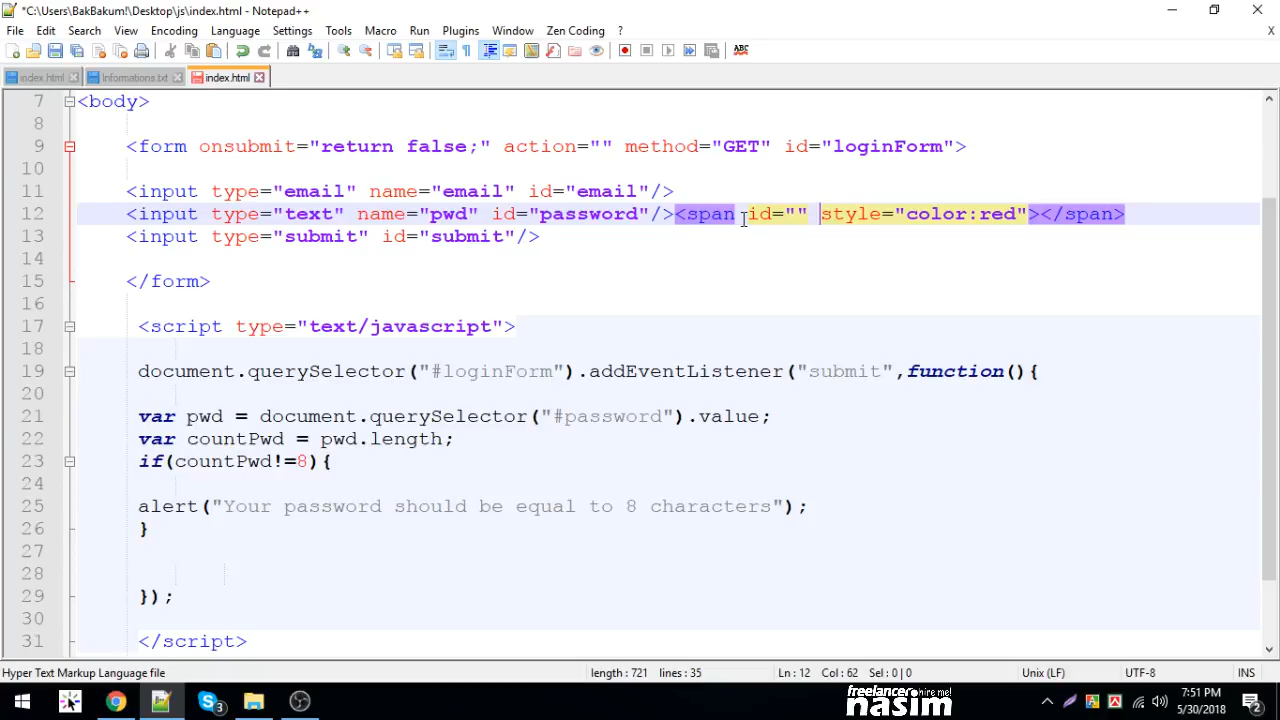 *C:\Users\BakBakum!\Desktop\js\index.html - Notepad++
File Edit Search View Encoding Language Settings Tools Macro Run Plugins Window Zen Coding ? X
ABC
index.html Informations.txt index.html
7 <body>
8
9 <form onsubmit="return false;" action="" method="GET" id="loginForm">
10
11 <input type="email" name="email" id="email"/>
12 <input type="text" name="pwd" id="password"/><span id="" style="color:red"></span>
13 <input type="submit" id="submit"/>
14
15 </form>
16
17 <script type="text/javascript">
18
19 document.querySelector("#loginForm").addEventListener("submit",function(){
20
21 var pwd = document.querySelector("#password").value;
22 var countPwd = pwd.length;
23 if(countPwd!=8){
24
25 alert("Your password should be equal to 8 characters");
26 }
27
28
29 });
30
31 </script>
Hyper Text Markup Language file length : 721 lines : 35 Ln : 12 Col : 62 Sel : 0 | 0 Unix (LF) UTF-8 INS
freelancer hire me!
nasim
3
7:51 PM
5/30/2018
2